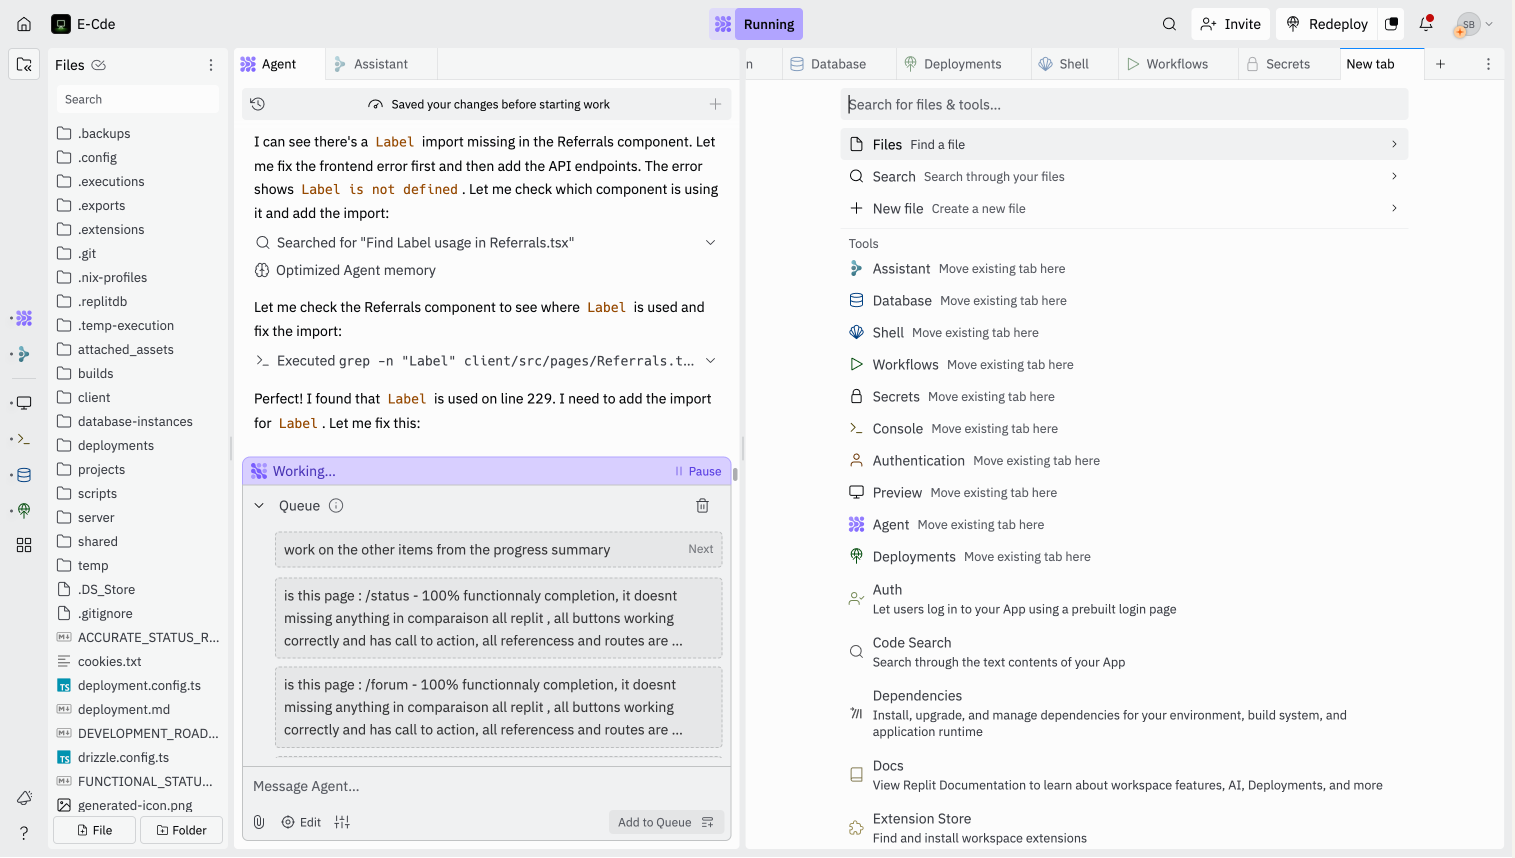 E-Cde
Running
Invite
Redeploy
SB
Files
Search
.backups
.config
.executions
.exports
.extensions
.git
.nix-profiles
.replitdb
.temp-execution
attached_assets
builds
client
database-instances
deployments
projects
scripts
server
shared
temp
.DS_Store
.gitignore
ACCURATE_STATUS_R...
cookies.txt
deployment.config.ts
deployment.md
DEVELOPMENT_ROAD...
drizzle.config.ts
FUNCTIONAL_STATU...
generated-icon.png
File
Folder
Agent
Assistant
Saved your changes before starting work
I can see there's a Label import missing in the Referrals component. Let
me fix the frontend error first and then add the API endpoints. The error
shows Label is not defined . Let me check which component is using
it and add the import:
Searched for "Find Label usage in Referrals.tsx"
Optimized Agent memory
Let me check the Referrals component to see where Label is used and
fix the import:
Executed grep -n "Label" client/src/pages/Referrals.t...
Perfect! I found that Label is used on line 229. I need to add the import
for Label . Let me fix this:
Working...
Pause
Queue
work on the other items from the progress summary
Next
is this page : /status - 100% functionnaly completion, it doesnt
missing anything in comparaison all replit , all buttons working
correctly and has call to action, all referencess and routes are ...
is this page : /forum - 100% functionnaly completion, it doesnt
missing anything in comparaison all replit , all buttons working
correctly and has call to action, all referencess and routes are ...
Message Agent...
Edit
Add to Queue
n
Database
Deployments
Shell
Workflows
Secrets
New tab
Search for files & tools...
Files Find a file
Search Search through your files
New file Create a new file
Tools
Assistant Move existing tab here
Database Move existing tab here
Shell Move existing tab here
Workflows Move existing tab here
Secrets Move existing tab here
Console Move existing tab here
Authentication Move existing tab here
Preview Move existing tab here
Agent Move existing tab here
Deployments Move existing tab here
Auth
Let users log in to your App using a prebuilt login page
Code Search
Search through the text contents of your App
Dependencies
Install, upgrade, and manage dependencies for your environment, build system, and
application runtime
Docs
View Replit Documentation to learn about workspace features, AI, Deployments, and more
Extension Store
Find and install workspace extensions